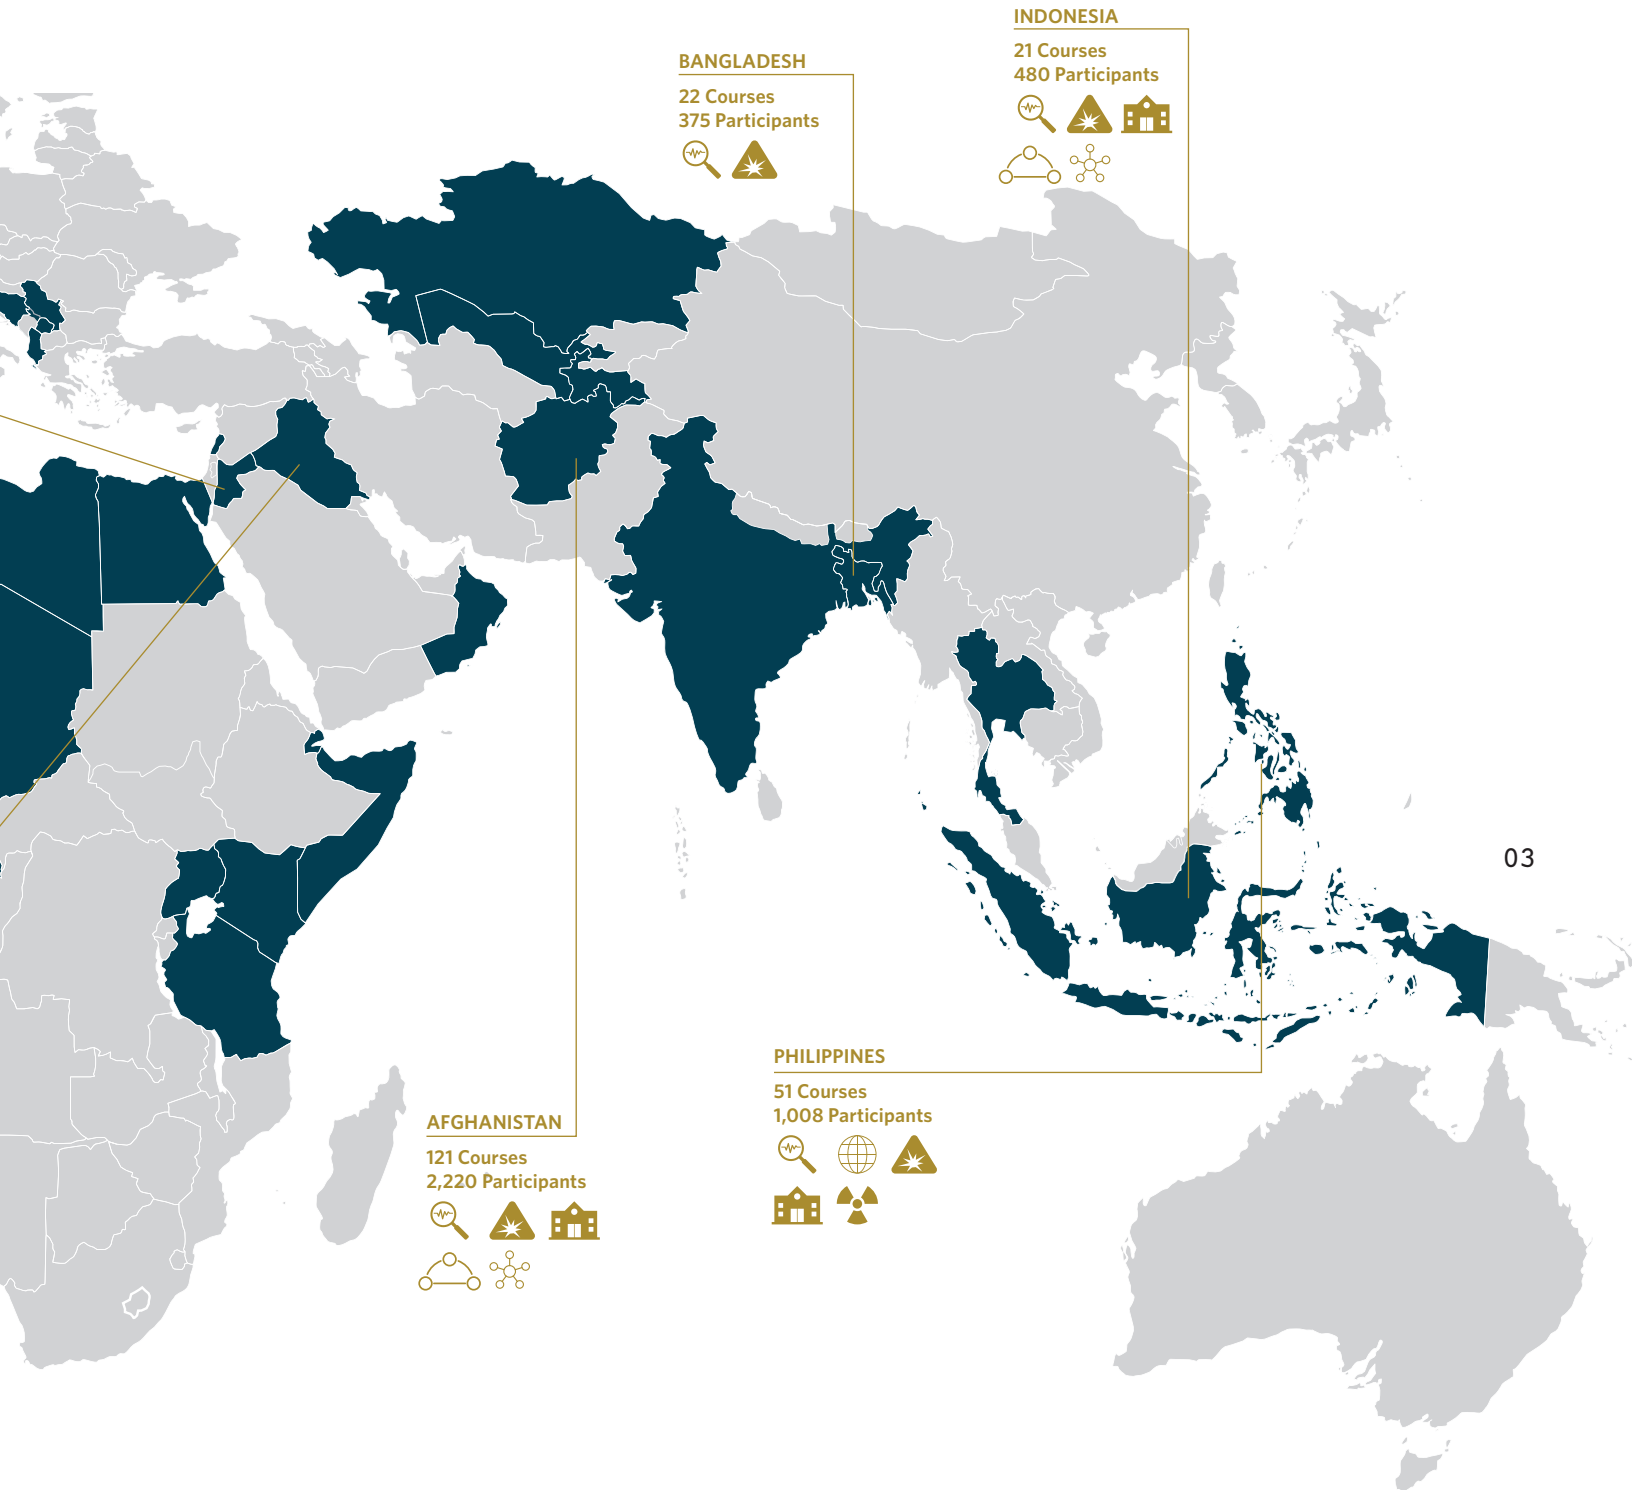 INDONESIA
21 Courses
480 Participants
BANGLADESH
22 Courses
375 Participants
03
PHILIPPINES
51 Courses
1,008 Participants
AFGHANISTAN
121 Courses
2,220 Participants